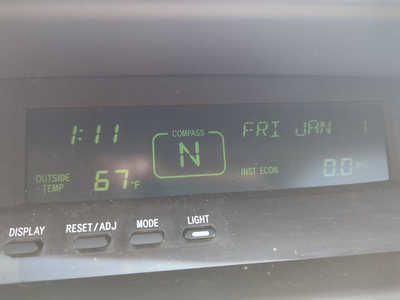 COMPASS
1:11 N FRI JAN 1
OUTSIDE TEMP 67°F INST ECON 0.0
DISPLAY RESET/ADJ MODE LIGHT